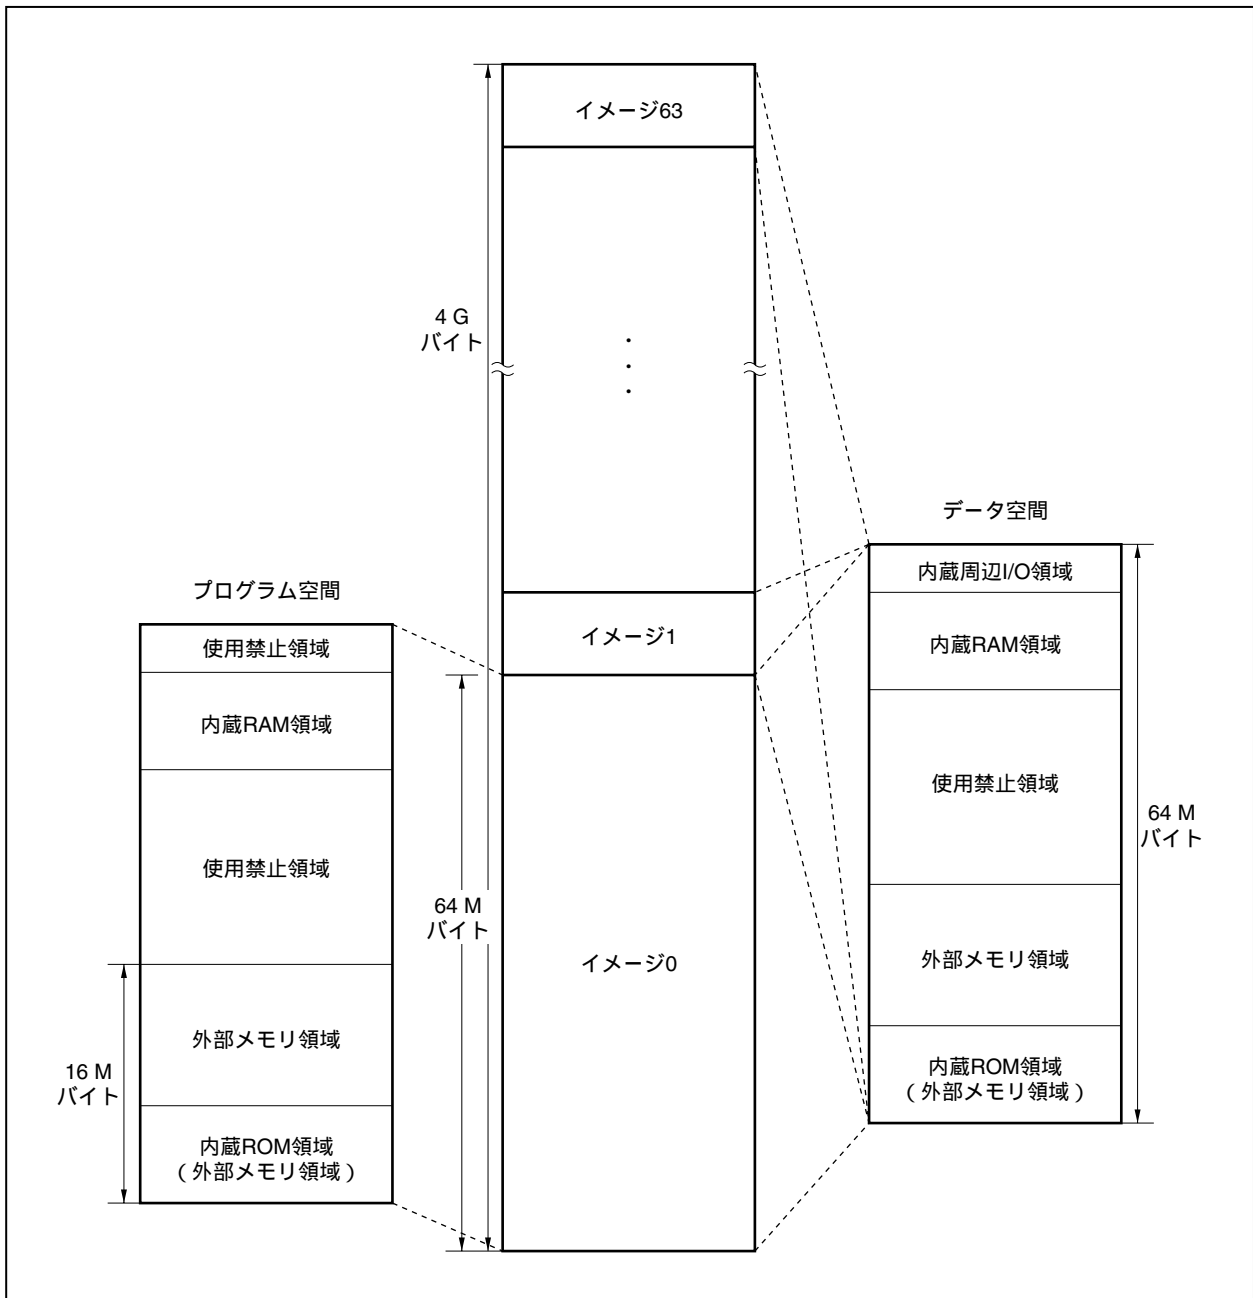 イメージ63
4 G
バイト
・
・
・
データ空間
内蔵周辺I/O領域
プログラム空間
イメージ1
使用禁止領域
内蔵RAM領域
内蔵RAM領域
使用禁止領域
64 M
バイト
使用禁止領域
64 M
バイト
イメージ0
外部メモリ領域
外部メモリ領域
16 M
バイト
内蔵ROM領域
（外部メモリ領域）
内蔵ROM領域
（外部メモリ領域）